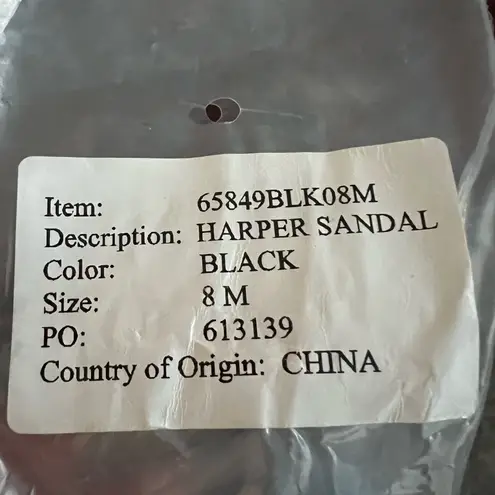 Item: 65849BLK08M
Description: HARPER SANDAL
Color: BLACK
Size: 8 M
PO: 613139
Country of Origin: CHINA